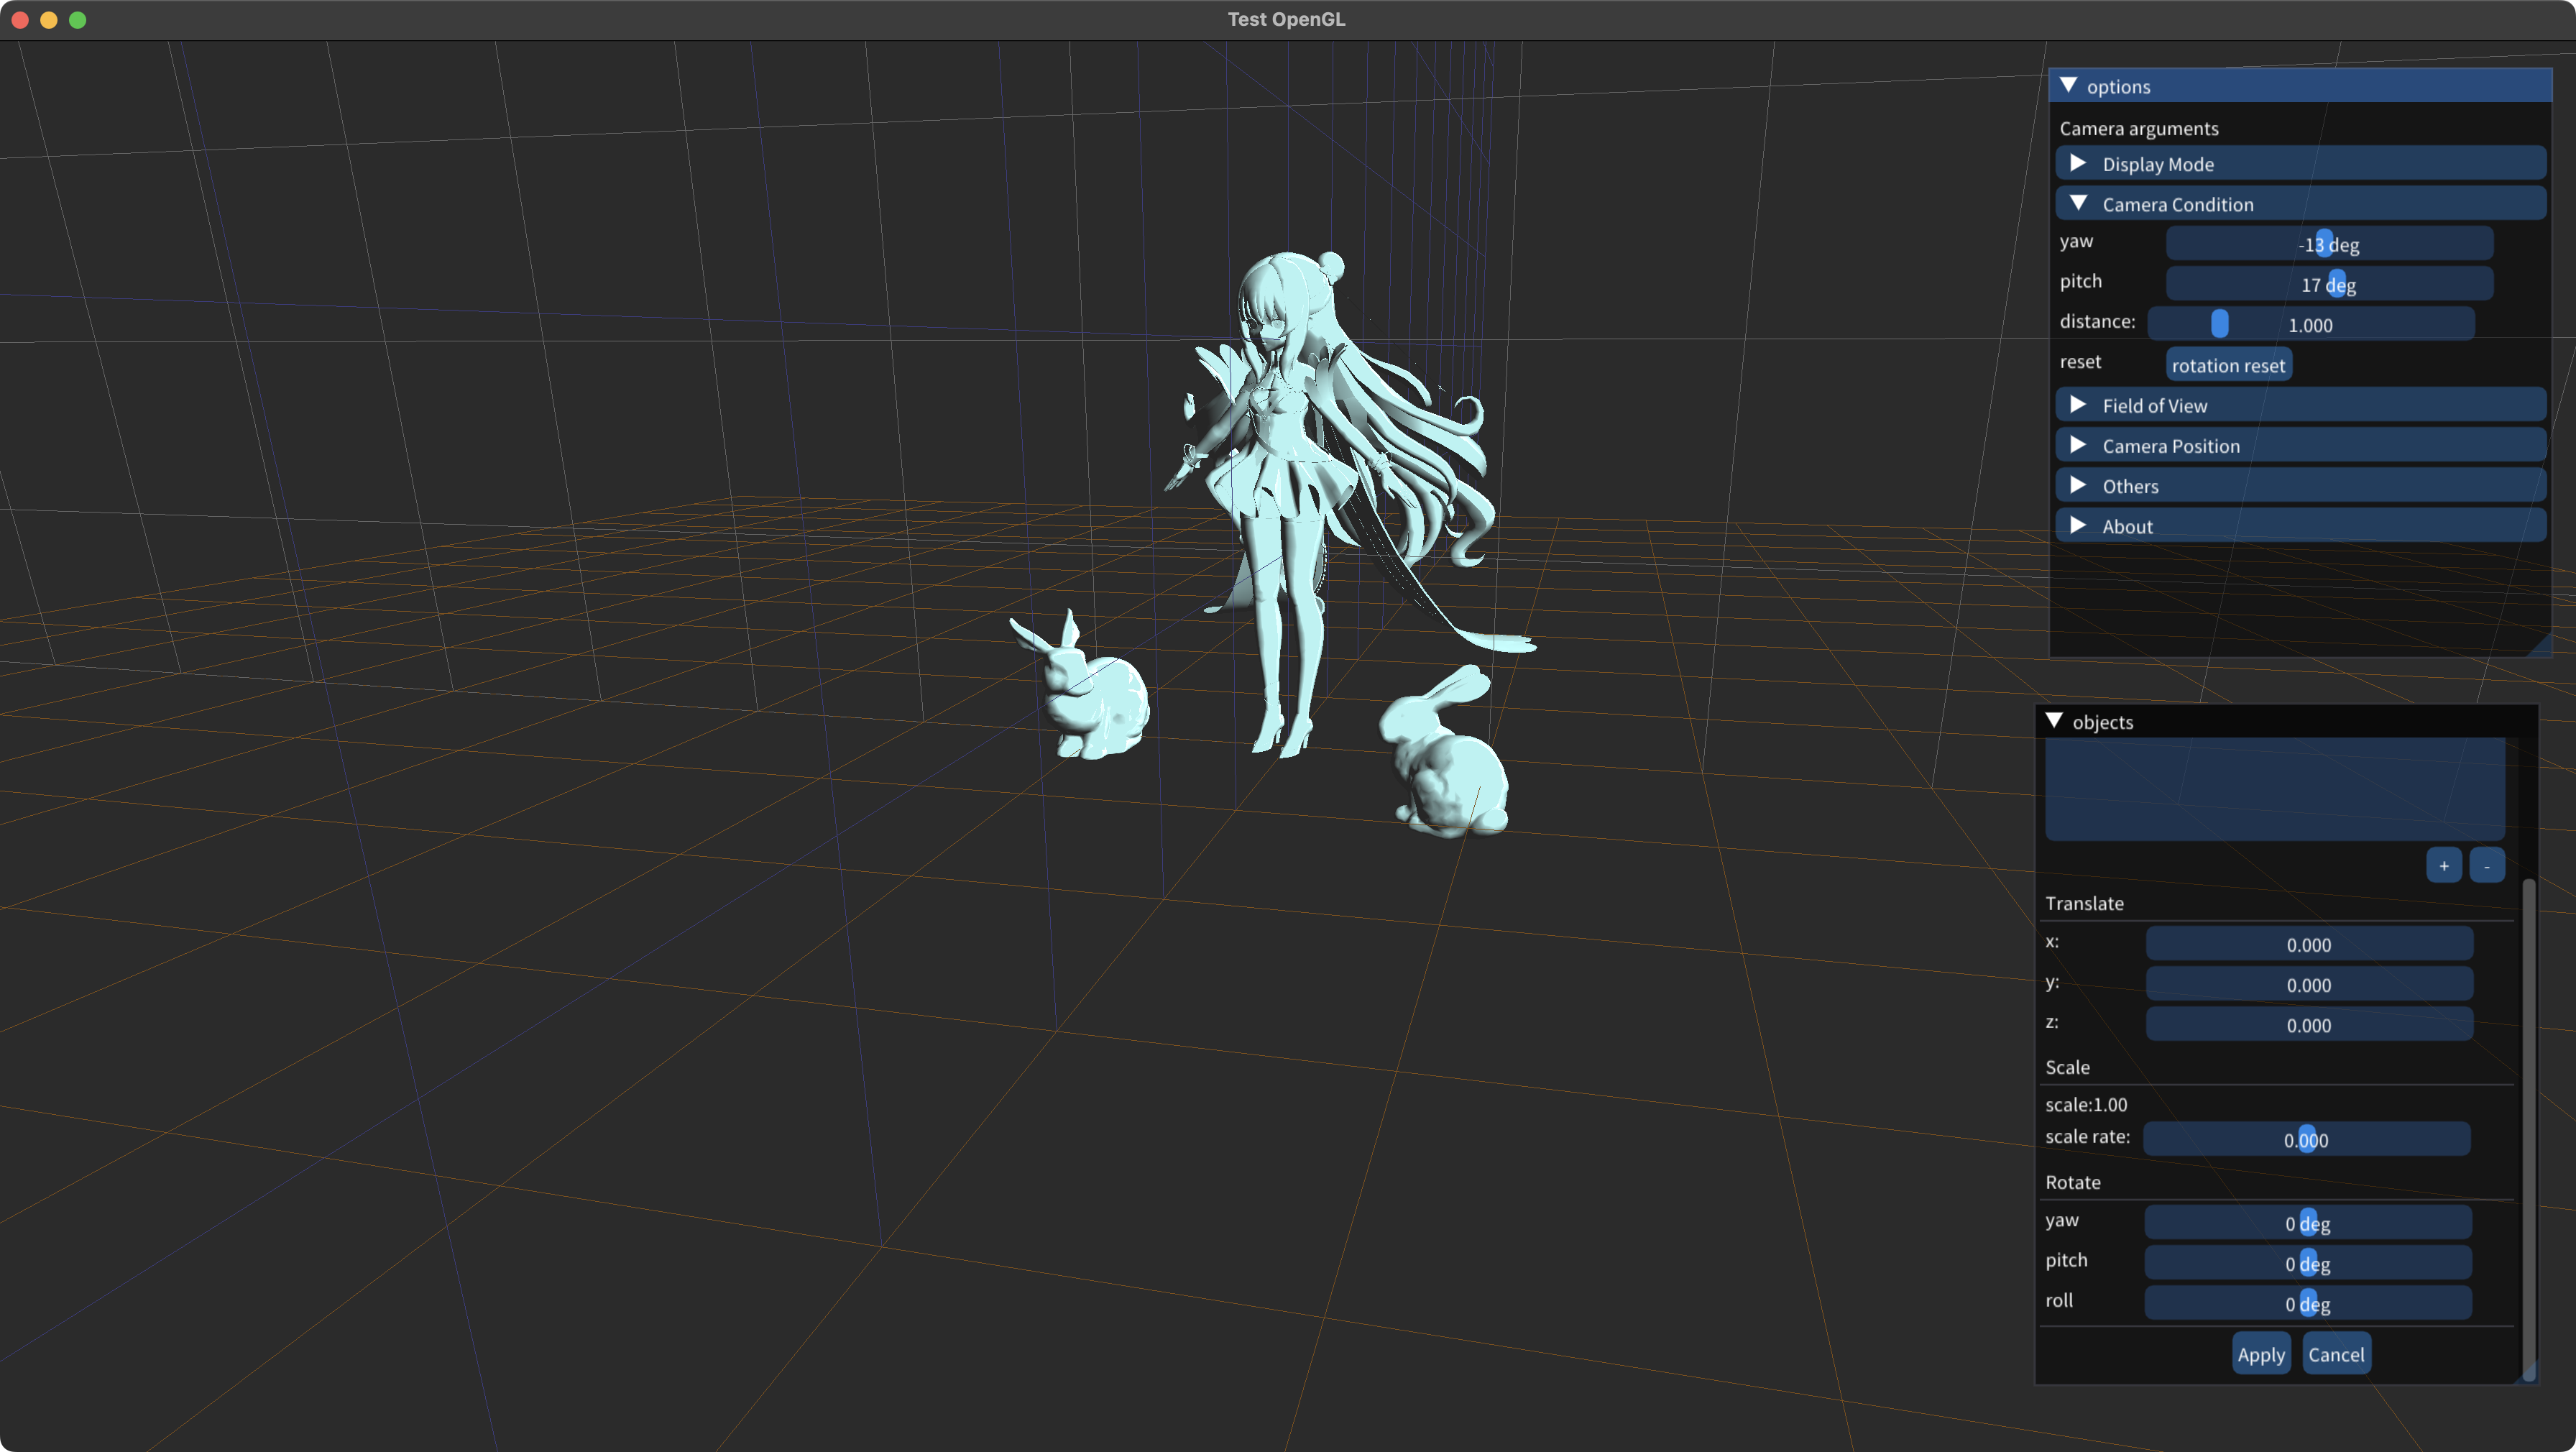 Test OpenGL
options
Camera arguments
Display Mode
Camera Condition
yaw -13 deg
pitch 17 deg
distance: 1.000
reset rotation reset
Field of View
Camera Position
Others
About
objects
+ -
Translate
x: 0.000
y: 0.000
z: 0.000
Scale
scale:1.00
scale rate: 0.000
Rotate
yaw 0 deg
pitch 0 deg
roll 0 deg
Apply Cancel